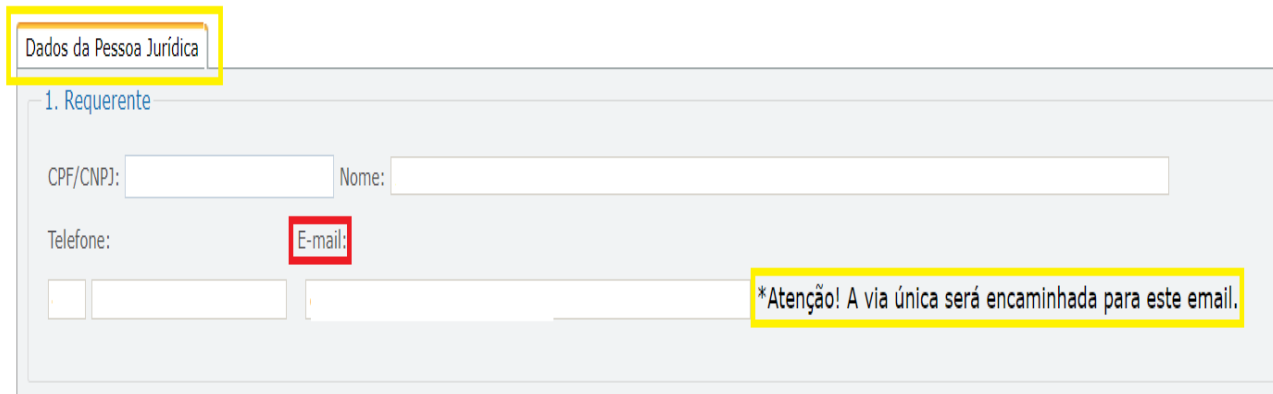 Dados da Pessoa Jurídica
1. Requerente
CPF/CNPJ: Nome:
Telefone: E-mail:
*Atenção! A via única será encaminhada para este email.